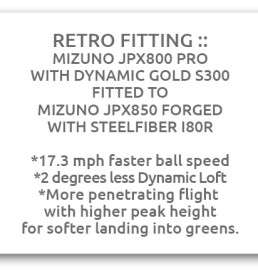 RETRO FITTING ::
MIZUNO JPX800 PRO
WITH DYNAMIC GOLD S300
FITTED TO
MIZUNO JPX850 FORGED
WITH STEELFIBER I80R
*17.3 mph faster ball speed
*2 degrees less Dynamic Loft
*More penetrating flight
with higher peak height
for softer landing into greens.